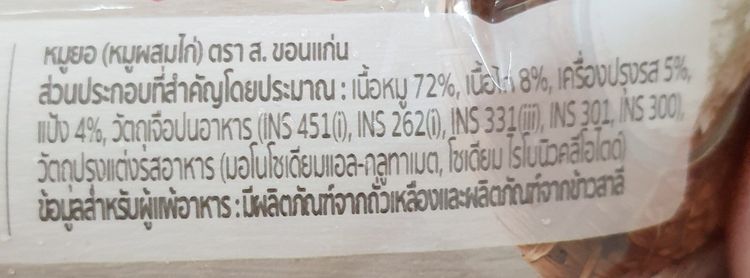 หมูยอ (หมูผสมไก่) ตรา ส. ขอนแก่น
ส่วนประกอบที่สำคัญโดยประมาณ : เนื้อหมู 72%, เนื้อไก่ 8%, เครื่องปรุงรส 5%,
แป้ง 4%, วัตถุเจือปนอาหาร (INS 451(i), INS 262(i), INS 331(iii), INS 301, INS 300),
วัตถุปรุงแต่งรสอาหาร (มอโนโซเดียมแอล-กลูทาเมต, โซเดียม ไรโบนิวคลีโอไตด์)
ข้อมูลสำหรับผู้แพ้อาหาร : มีผลิตภัณฑ์จากถั่วเหลืองและผลิตภัณฑ์จากข้าวสาลี